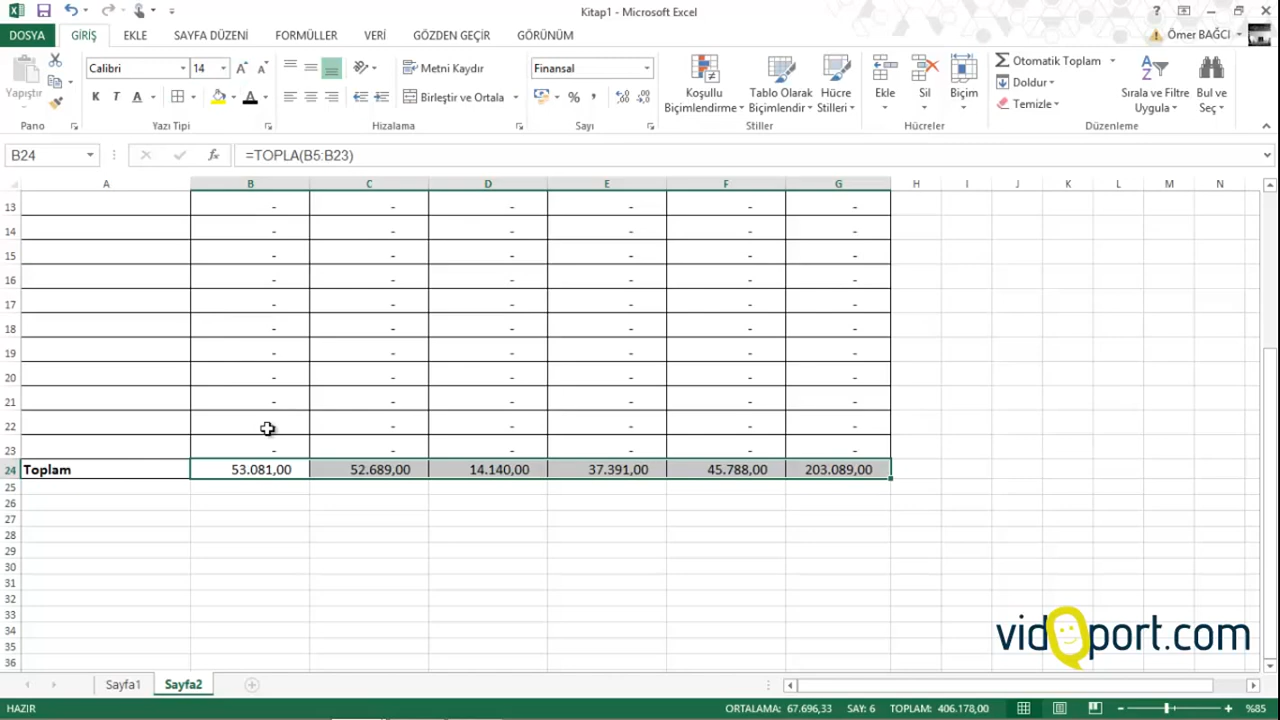 Kitap1 - Microsoft Excel
?
DOSYA GİRİŞ EKLE SAYFA DÜZENİ FORMÜLLER VERİ GÖZDEN GEÇİR GÖRÜNÜM Ömer BAĞCI
Yapıştır
Pano
Calibri 14
K T A
Yazı Tipi
Metni Kaydır
Birleştir ve Ortala
Hizalama
Finansal
%
Sayı
Koşullu Biçimlendirme
Tablo Olarak Biçimlendir
Hücre Stilleri
Stiller
Ekle Sil Biçim
Hücreler
Otomatik Toplam
Doldur
Temizle
Sırala ve Filtre Uygula
Bul ve Seç
Düzenleme
B24 fx =TOPLA(B5:B23)
A B C D E F G H I J K L M N
13 - - - - - -
14 - - - - - -
15 - - - - - -
16 - - - - - -
17 - - - - - -
18 - - - - - -
19 - - - - - -
20 - - - - - -
21 - - - - - -
22 - - - - - -
23 - - - - - -
24 Toplam 53.081,00 52.689,00 14.140,00 37.391,00 45.788,00 203.089,00
25
26
27
28
29
30
31
32
33
34
35
36
vidQport.com
Sayfa1 Sayfa2
HAZIR ORTALAMA: 67.696,33 SAY: 6 TOPLAM: 406.178,00 %85